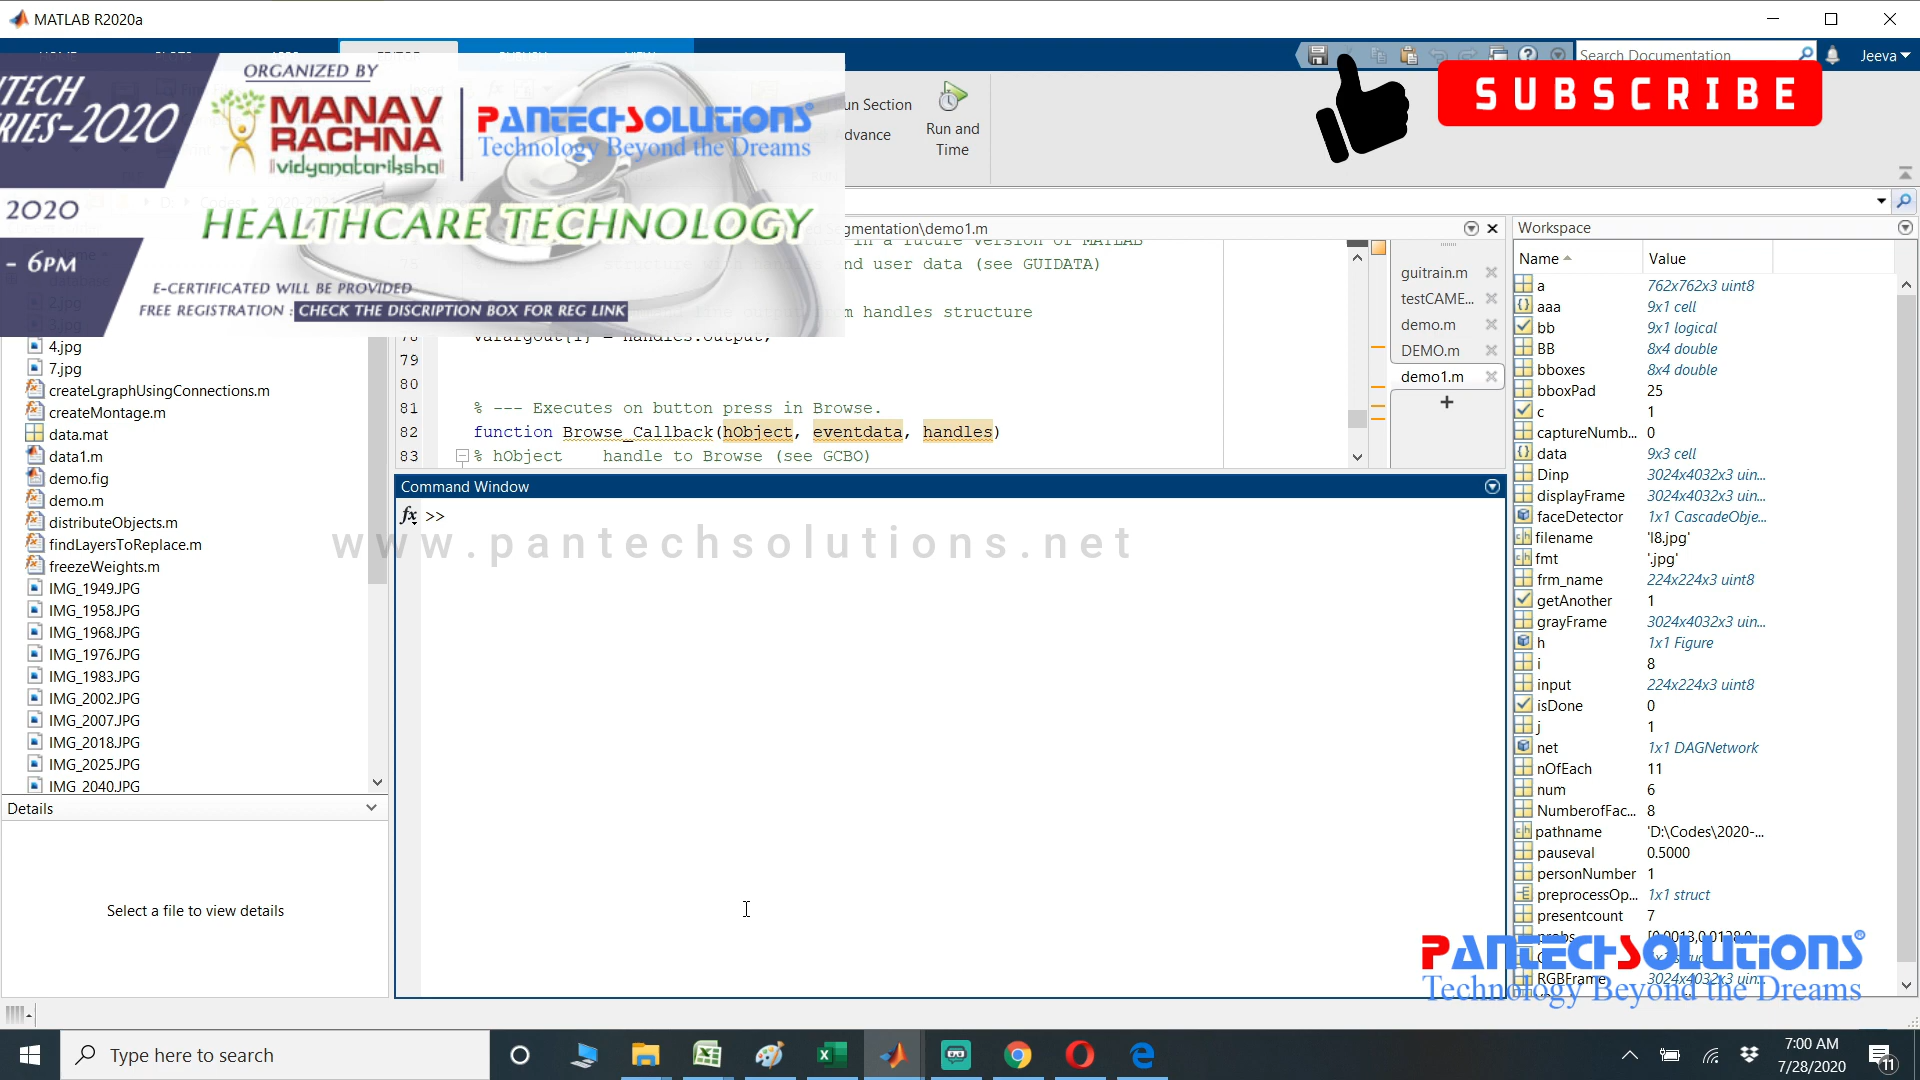 MATLAB R2020a
Search Documentation
Jeeva
SUBSCRIBE
TECH
RIES-2020
ORGANIZED BY
MANAV
RACHNA
vidyanatariksha
PANTECHSOLUTIONS
Technology Beyond the Dreams
2020
HEALTHCARE TECHNOLOGY
- 6PM
E-CERTIFICATED WILL BE PROVIDED
FREE REGISTRATION : CHECK THE DISCRIPTION BOX FOR REG LINK
un Section
dvance
Run and
Time
gmentation\demo1.m
nd user data (see GUIDATA)
m handles structure
79
80
81 % --- Executes on button press in Browse.
82 function Browse_Callback(hObject, eventdata, handles)
83 % hObject    handle to Browse (see GCBO)
guitrain.m
testCAME...
demo.m
DEMO.m
demo1.m
4.jpg
7.jpg
createLgraphUsingConnections.m
createMontage.m
data.mat
data1.m
demo.fig
demo.m
distributeObjects.m
findLayersToReplace.m
freezeWeights.m
IMG_1949.JPG
IMG_1958.JPG
IMG_1968.JPG
IMG_1976.JPG
IMG_1983.JPG
IMG_2002.JPG
IMG_2007.JPG
IMG_2018.JPG
IMG_2025.JPG
IMG_2040.JPG
Details
Select a file to view details
Command Window
fx >>
www.pantechsolutions.net
Workspace
Name Value
a 762x762x3 uint8
aaa 9x1 cell
bb 9x1 logical
BB 8x4 double
bboxes 8x4 double
bboxPad 25
c 1
captureNumb... 0
data 9x3 cell
Dinp 3024x4032x3 uin...
displayFrame 3024x4032x3 uin...
faceDetector 1x1 CascadeObje...
filename 'l8.jpg'
fmt '.jpg'
frm_name 224x224x3 uint8
getAnother 1
grayFrame 3024x4032x3 uin...
h 1x1 Figure
i 8
input 224x224x3 uint8
isDone 0
j 1
net 1x1 DAGNetwork
nOfEach 11
num 6
NumberofFac... 8
pathname 'D:\Codes\2020-...
pauseval 0.5000
personNumber 1
preprocessOp... 1x1 struct
presentcount 7
RGBFrame 3024x4032x3 uin...
PANTECHSOLUTIONS®
Technology Beyond the Dreams
Type here to search
7:00 AM
7/28/2020
11